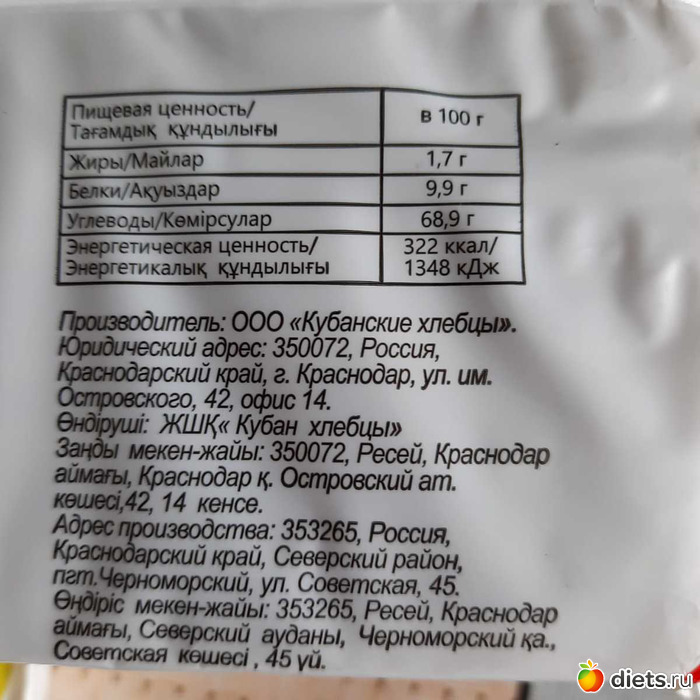 Пищевая ценность/
Тағамдық құндылығы
в 100 г
Жиры/Майлар
1,7 г
Белки/Ақуыздар
9,9 г
Углеводы/Көмірсулар
68,9 г
Энергетическая ценность/
Энергетикалық құндылығы
322 ккал/
1348 кДж
Производитель: ООО «Кубанские хлебцы».
Юридический адрес: 350072, Россия,
Краснодарский край, г. Краснодар, ул. им.
Островского, 42, офис 14.
Өндіруші: ЖШҚ« Кубан хлебцы»
Заңды мекен-жайы: 350072, Ресей, Краснодар
аймағы, Краснодар қ. Островский ат.
көшесі,42, 14 кенсе.
Адрес производства: 353265, Россия,
Краснодарский край, Северский район,
пгт.Черноморский, ул. Советская, 45.
Өндіріс мекен-жайы: 353265, Ресей, Краснодар
аймағы, Северский ауданы, Черноморский қа.,
Советская көшесі , 45 үй.
diets.ru